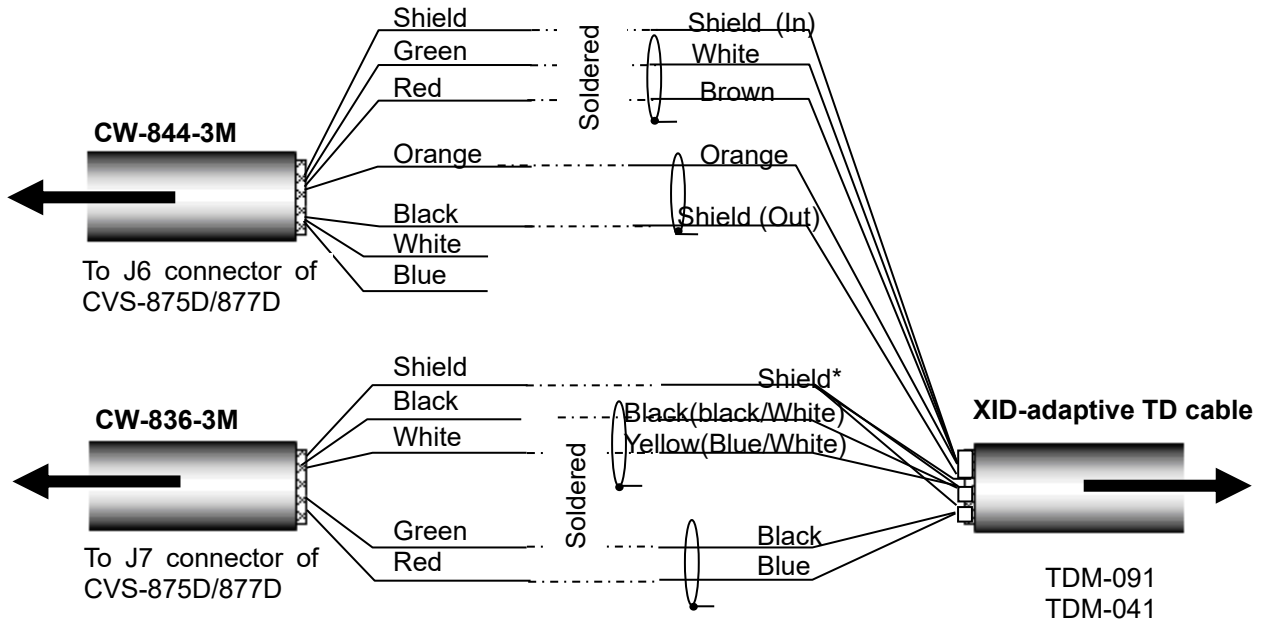 Shield
Shield (In)
Green
White
Red
Brown
Soldered
CW-844-3M
Orange
Orange
Black
Shield (Out)
White
Blue
To J6 connector of
CVS-875D/877D
Shield
Shield*
Black
Black(black/White)
CW-836-3M
XID-adaptive TD cable
White
Yellow(Blue/White)
Soldered
Green
Black
Red
Blue
To J7 connector of
CVS-875D/877D
TDM-091
TDM-041